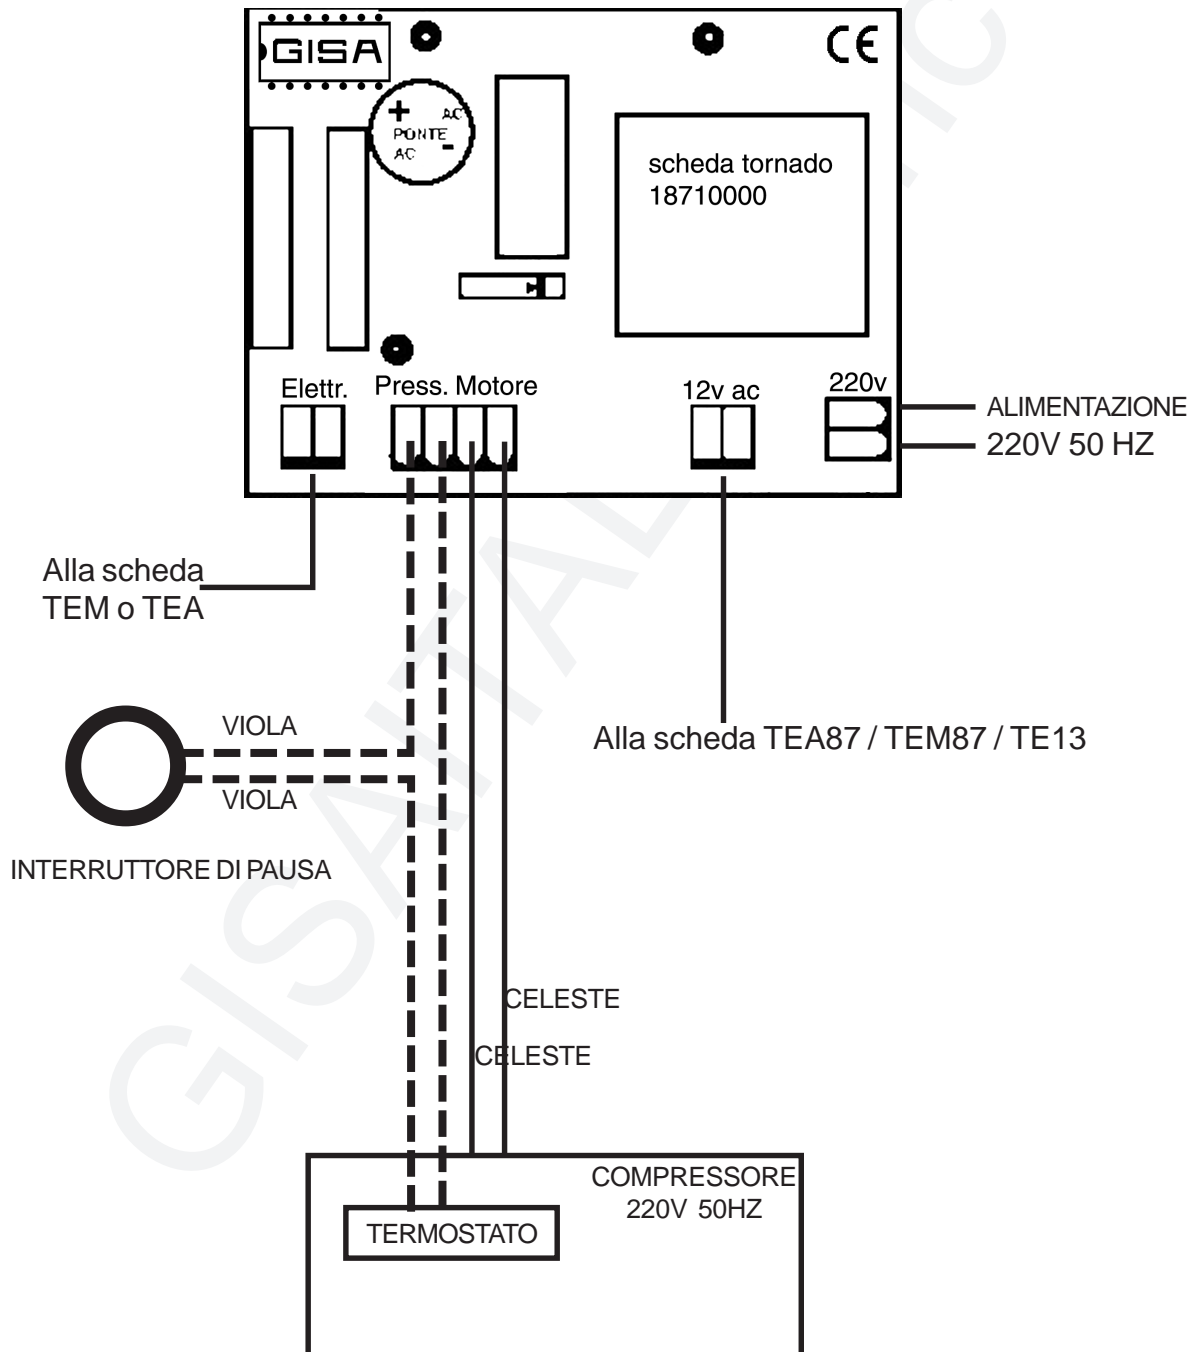 GISA
CE
+ AC
PONTE
AC -
scheda tornado
18710000
Elettr.
Press. Motore
12v ac
220v
ALIMENTAZIONE
220V 50 HZ
Alla scheda
TEM o TEA
VIOLA
Alla scheda TEA87 / TEM87 / TE13
VIOLA
INTERRUTTORE DI PAUSA
CELESTE
CELESTE
COMPRESSORE
220V 50HZ
TERMOSTATO